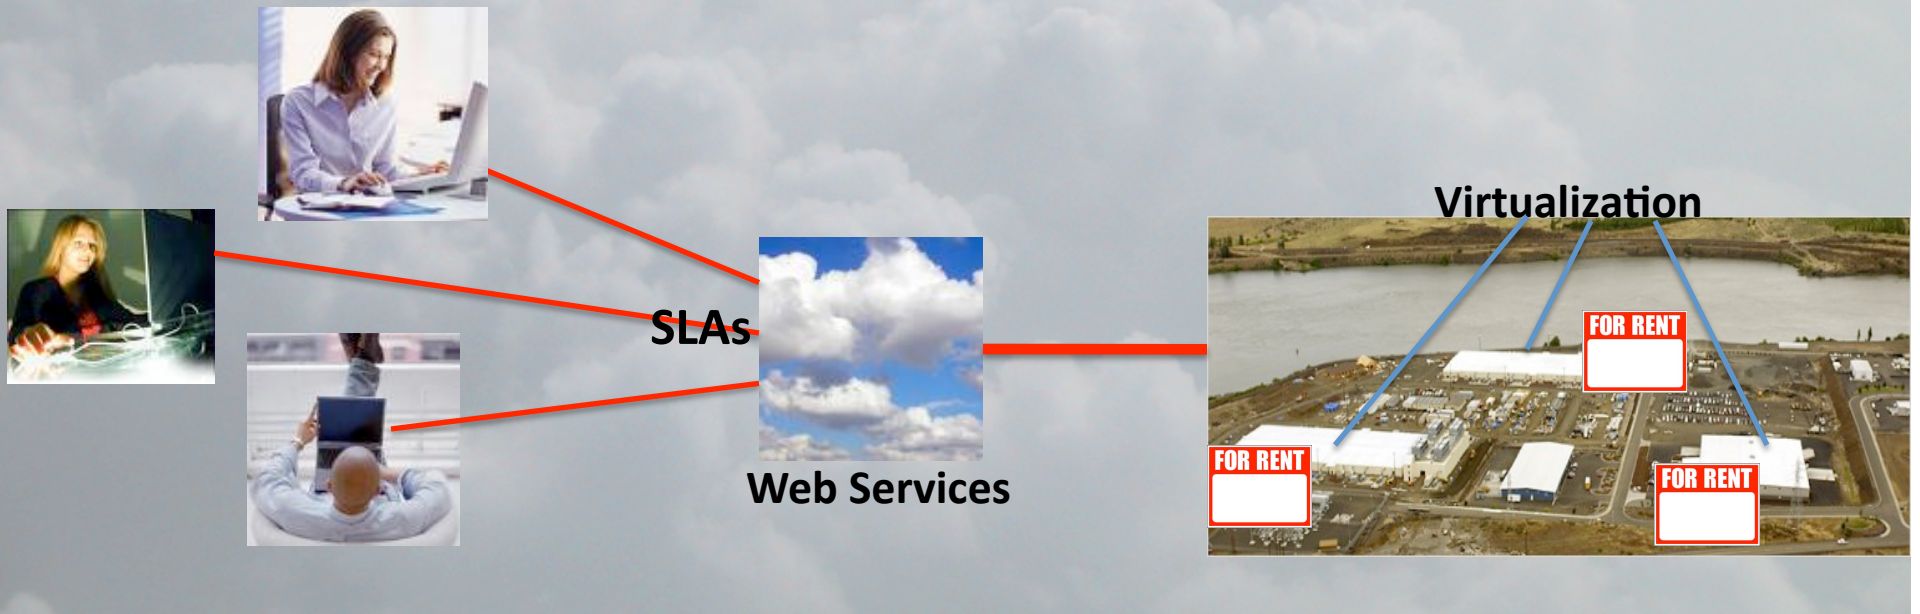 Virtualization
SLAs
FOR RENT
FOR RENT
FOR RENT
Web Services